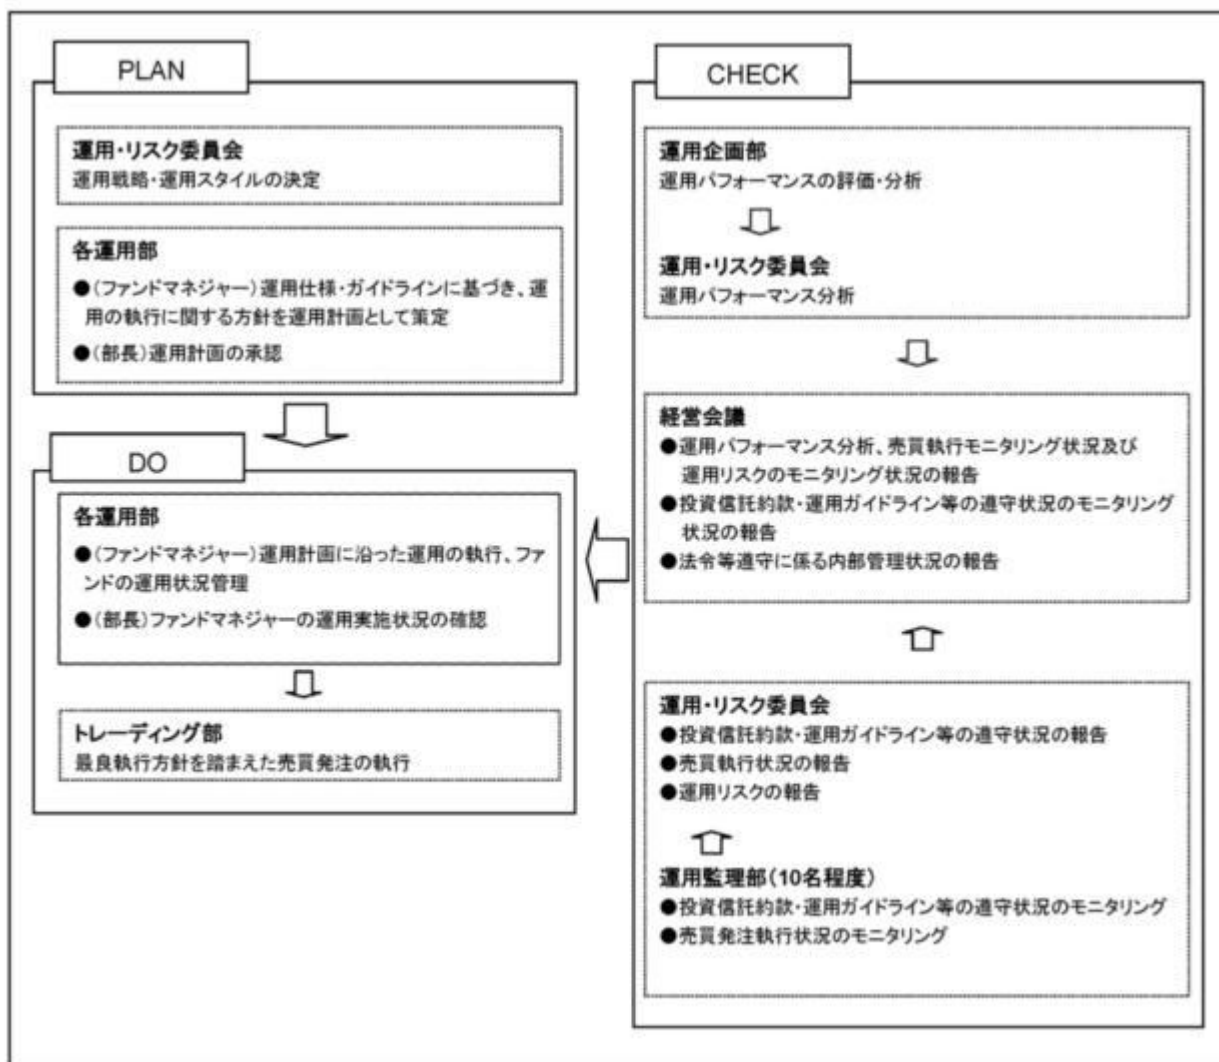 PLAN
運用・リスク委員会
運用戦略・運用スタイルの決定
各運用部
●(ファンドマネジャー)運用仕様・ガイドラインに基づき、運
用の執行に関する方針を運用計画として策定
●(部長)運用計画の承認
DO
各運用部
●(ファンドマネジャー)運用計画に沿った運用の執行、ファ
ンドの運用状況管理
●(部長)ファンドマネジャーの運用実施状況の確認
トレーディング部
最良執行方針を踏まえた売買発注の執行
CHECK
運用企画部
運用パフォーマンスの評価・分析
運用・リスク委員会
運用パフォーマンス分析
経営会議
●運用パフォーマンス分析、売買執行モニタリング状況及び
運用リスクのモニタリング状況の報告
●投資信託約款・運用ガイドライン等の遵守状況のモニタリング
状況の報告
●法令等遵守に係る内部管理状況の報告
運用・リスク委員会
●投資信託約款・運用ガイドライン等の遵守状況の報告
●売買執行状況の報告
●運用リスクの報告
運用監理部(10名程度)
●投資信託約款・運用ガイドライン等の遵守状況のモニタリング
●売買発注執行状況のモニタリング